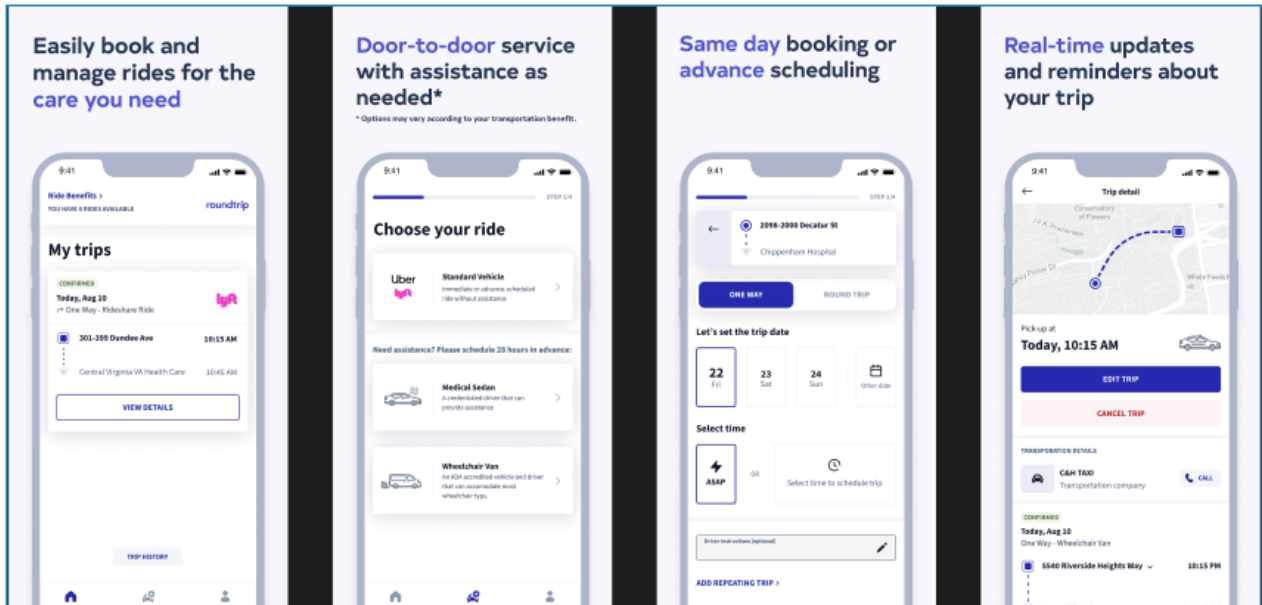 Easily book and
manage rides for the
care you need
9:41
Ride Benefits >
YOU HAVE 6 RIDES AVAILABLE
roundtrip
My trips
CONFIRMED
Today, Aug 10
One Way - Rideshare Ride
lyft
301-399 Dundee Ave 10:15 AM
Central Virginia VA Health Care 10:45 AM
VIEW DETAILS
TRIP HISTORY
Door-to-door service
with assistance as
needed*
* Options may vary according to your transportation benefit.
9:41
STEP 1/4
Choose your ride
Uber
lyft
Standard Vehicle
Immediate or advance scheduled
ride without assistance
Need assistance? Please schedule 28 hours in advance:
Medical Sedan
A credentialed driver that can
provide assistance
Wheelchair Van
An ADA accredited vehicle and driver
that can accomodate most
wheelchair typs.
Same day booking or
advance scheduling
9:41
STEP 1/4
2098-2000 Decatur St
Chippenham Hospital
ONE WAY
ROUND TRIP
Let's set the trip date
22
Fri
23
Sat
24
Sun
Other date
Select time
ASAP
OR
Select time to schedule trip
Driver instructions (optional)
ADD REPEATING TRIP >
Real-time updates
and reminders about
your trip
9:41
Trip detail
Conservatory
of Flowers
Whole Foods
Pick-up at
Today, 10:15 AM
EDIT TRIP
CANCEL TRIP
TRANSPORATION DETAILS
C&H TAXI
Transportation company
CALL
CONFIRMED
Today, Aug 10
One Way - Wheelchair Van
5540 Riverside Heights Way 10:15 PM